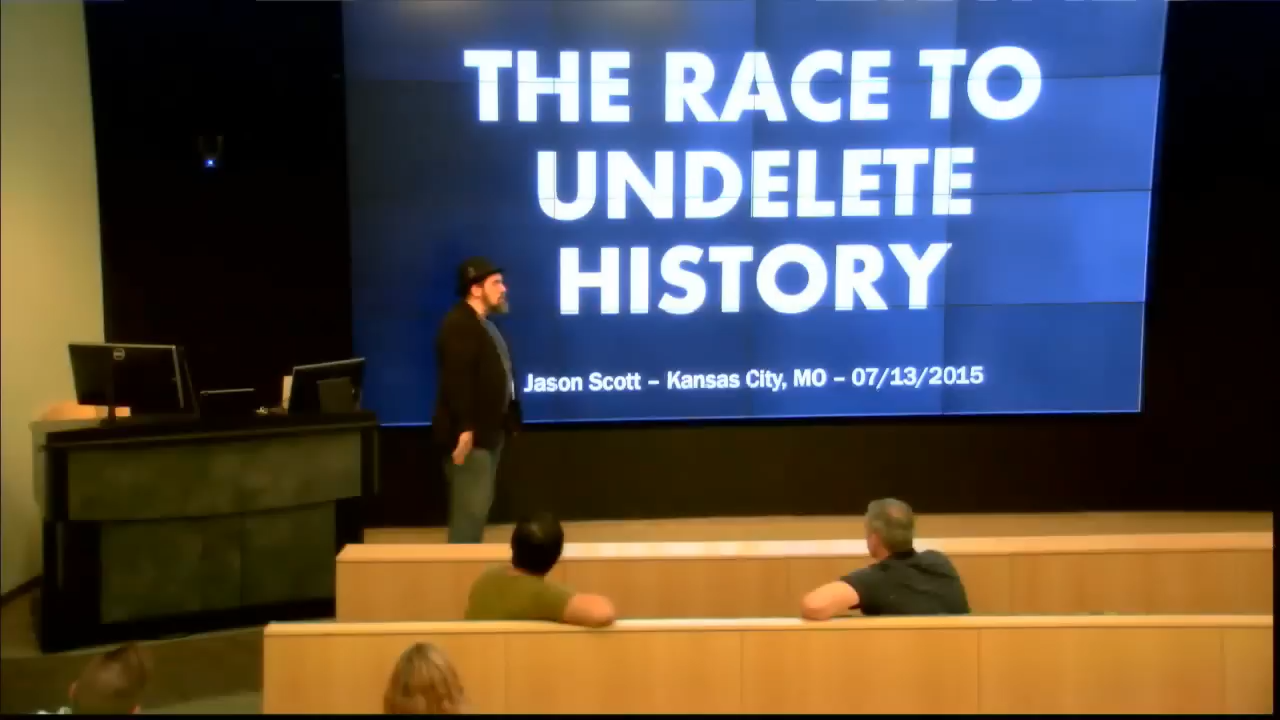 THE RACE TO
UNDELETE
HISTORY
Jason Scott – Kansas City, MO – 07/13/2015